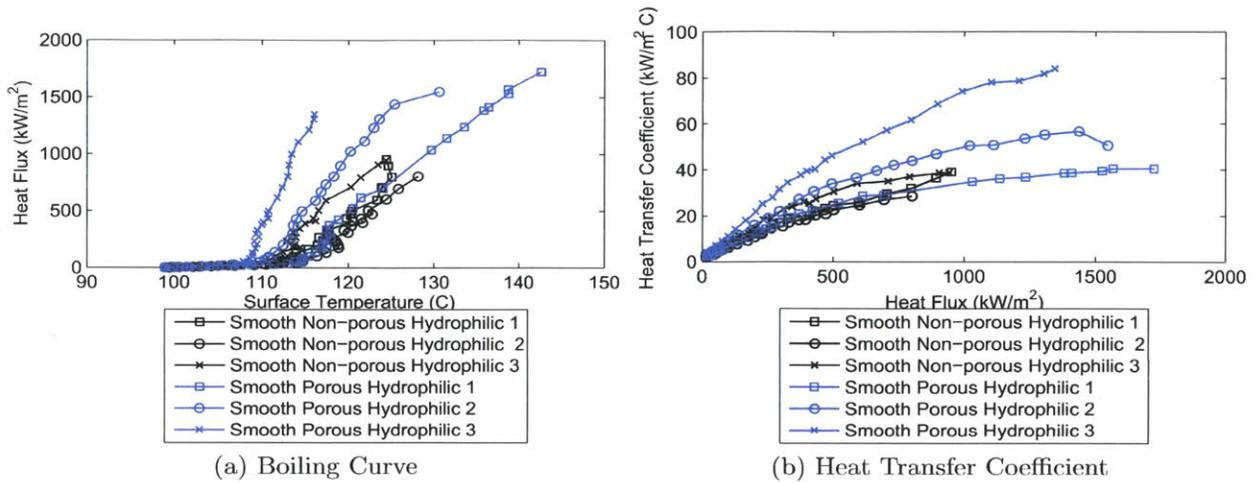 2000
1500
1000
500
0
90
100
110
120
130
140
150
Heat Flux (kW/m²)
Surface Temperature (C)
Smooth Non−porous Hydrophilic 1
Smooth Non−porous Hydrophilic 2
Smooth Non−porous Hydrophilic 3
Smooth Porous Hydrophilic 1
Smooth Porous Hydrophilic 2
Smooth Porous Hydrophilic 3
(a) Boiling Curve
100
80
60
40
20
0
0
500
1000
1500
2000
Heat Transfer Coefficient (kW/m² C)
Heat Flux (kW/m²)
Smooth Non−porous Hydrophilic 1
Smooth Non−porous Hydrophilic 2
Smooth Non−porous Hydrophilic 3
Smooth Porous Hydrophilic 1
Smooth Porous Hydrophilic 2
Smooth Porous Hydrophilic 3
(b) Heat Transfer Coefficient